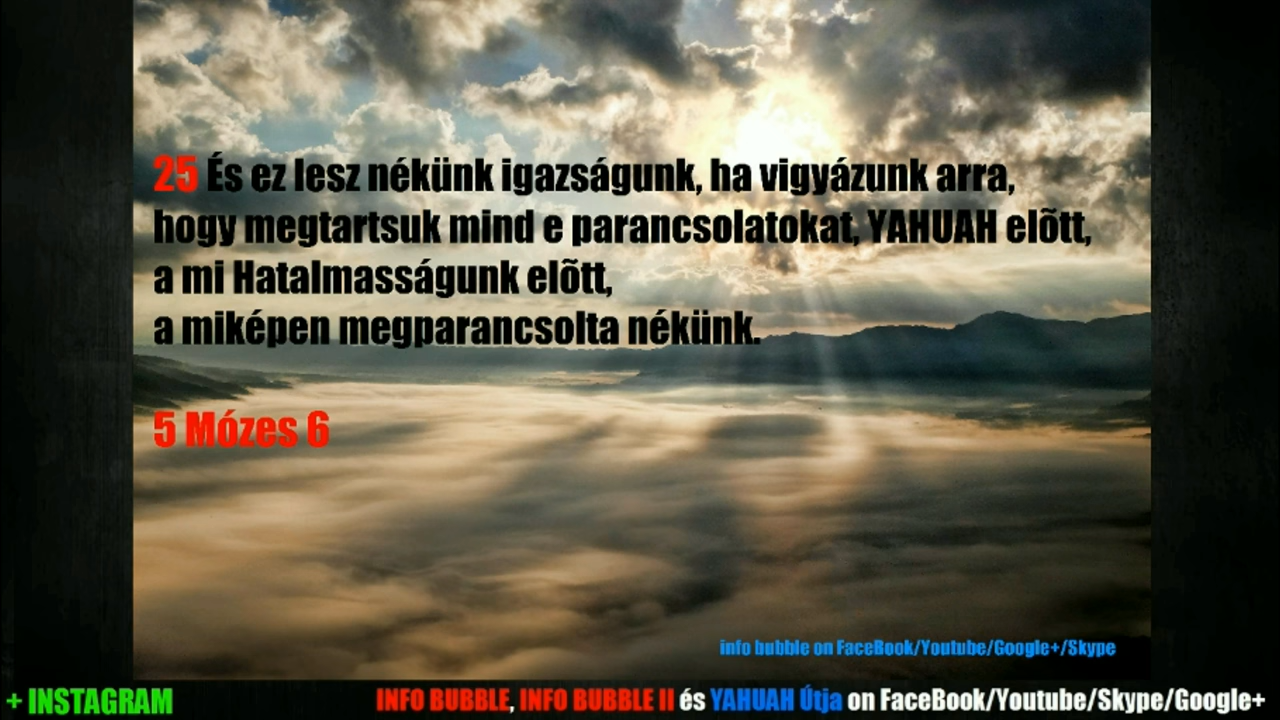 25 És ez lesz nékünk igazságunk, ha vigyázunk arra,
hogy megtartsuk mind e parancsolatokat, YAHUAH elõtt,
a mi Hatalmasságunk elõtt,
a miképen megparancsolta nékünk.
5 Mózes 6
info bubble on FaceBook/Youtube/Google+/Skype
+ INSTAGRAM
INFO BUBBLE, INFO BUBBLE II és YAHUAH Útja on FaceBook/Youtube/Skype/Google+